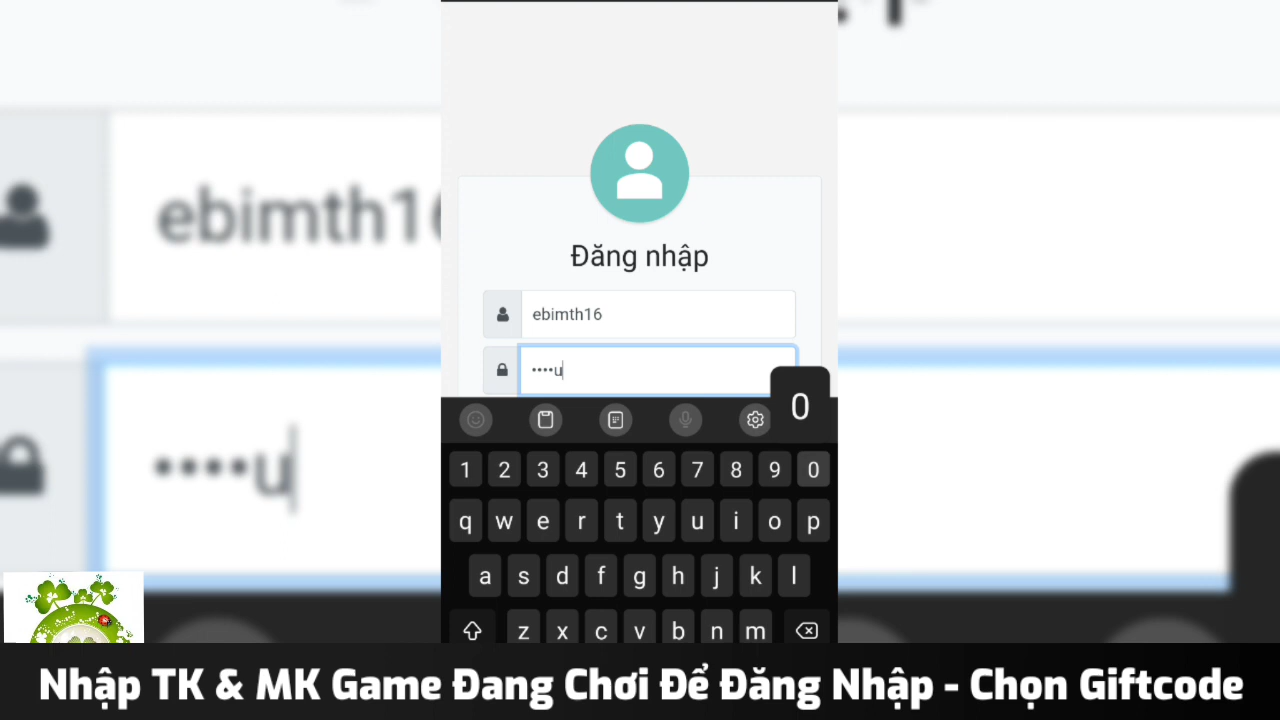 Đăng nhập
ebimth16
ebimth16
••••u
••••u
0
1 2 3 4 5 6 7 8 9 0
q w e r t y u i o p
a s d f g h j k l
z x c v b n m
Nhập TK & MK Game Đang Chơi Để Đăng Nhập - Chọn Giftcode